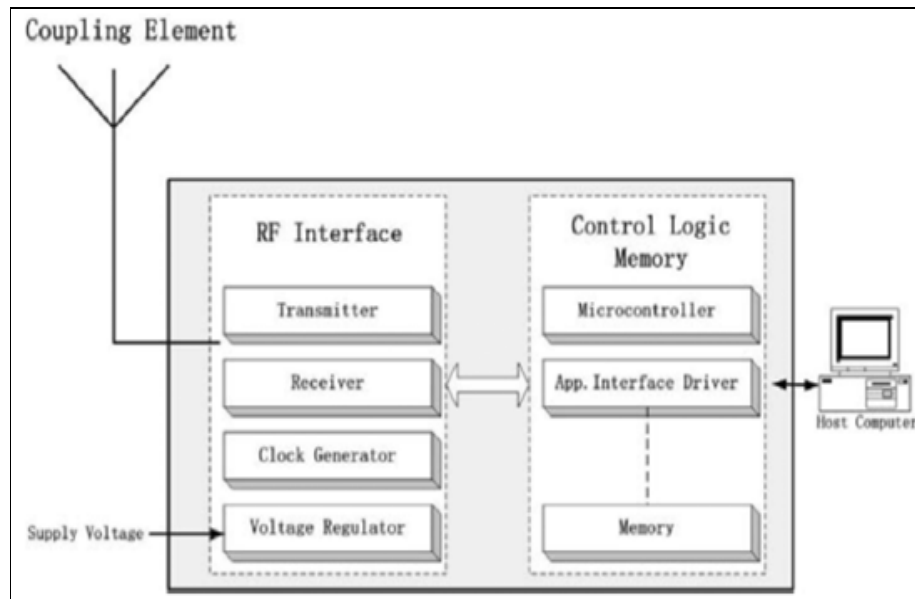 Coupling Element
RF Interface
Transmitter
Receiver
Clock Generator
Voltage Regulator
Supply Voltage
Control Logic
Memory
Microcontroller
App.Interface Driver
Memory
Host Computer